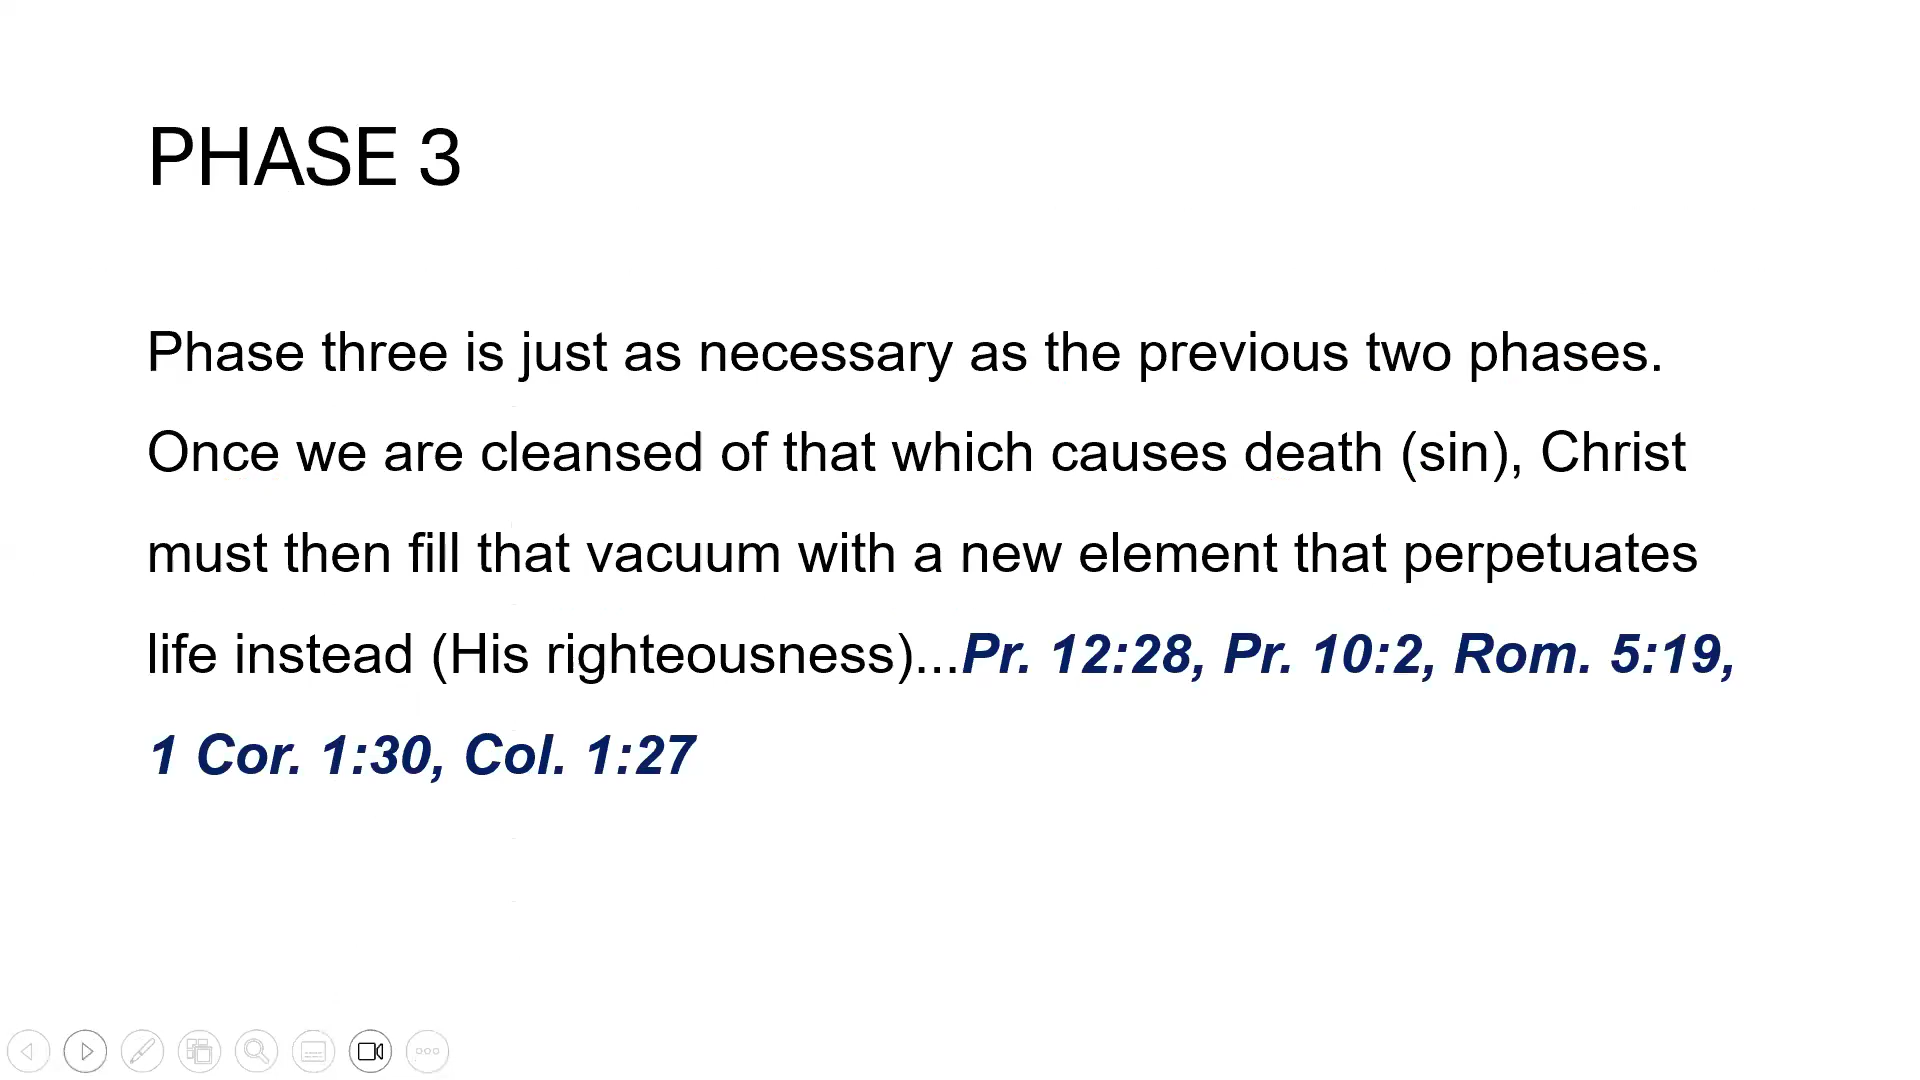 PHASE 3
Phase three is just as necessary as the previous two phases.
Once we are cleansed of that which causes death (sin), Christ
must then fill that vacuum with a new element that perpetuates
life instead (His righteousness)...Pr. 12:28, Pr. 10:2, Rom. 5:19,
1 Cor. 1:30, Col. 1:27